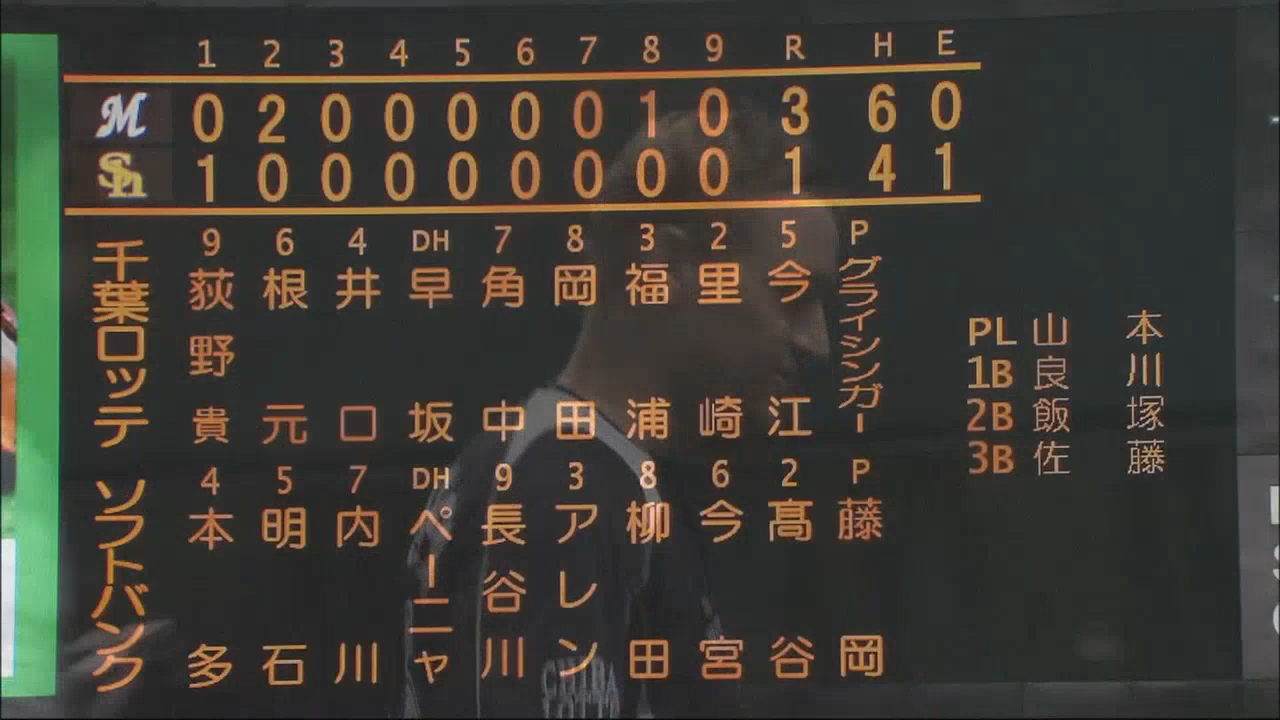 1 2 3 4 5 6 7 8 9 R H E
M 0 2 0 0 0 0 0 1 0 3 6 0
Sh 1 0 0 0 0 0 0 0 0 1 4 1
千葉ロッテ
9 荻野貴
6 根元
4 井口
DH 早坂
7 角中
8 岡田
3 福浦
2 里崎
5 今江
P グライシンガー
ソフトバンク
4 本多
5 明石
7 内川
DH ペーニャ
9 長谷川
3 アレン
8 柳田
6 今宮
2 髙谷
P 藤岡
PL 山本
1B 良川
2B 飯塚
3B 佐藤
CHIBA